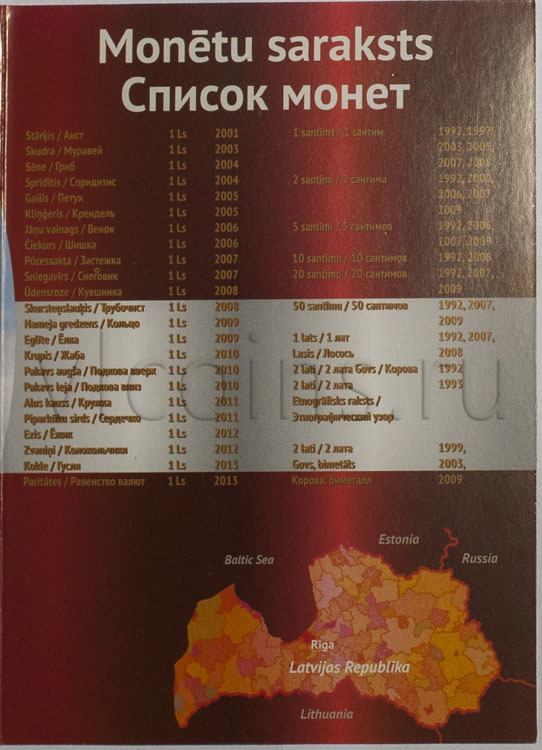 Monētu saraksts
Список монет
Stārķis / Аист 1 Ls 2001 1 santīms / 1 сантим 1992, 1997,
Skudra / Муравей 1 Ls 2003 2003, 2005,
Sēne / Гриб 1 Ls 2004 2007, 2008
Sprīdītis / Спридитис 1 Ls 2004 2 santīmi / 2 сантима 1992, 2000,
Gailis / Петух 1 Ls 2005 2006, 2007,
Kliņģeris / Крендель 1 Ls 2005 2009
Jāņu vainags / Венок 1 Ls 2006 5 santīmi / 5 сантимов 1992, 2006,
Čiekurs / Шишка 1 Ls 2006 2007, 2009
Pūcessakta / Застежка 1 Ls 2007 10 santīmu / 10 сантимов 1992, 2008
Sniegavīrs / Снеговик 1 Ls 2007 20 santīmu / 20 сантимов 1992, 2007,
Ūdensroze / Кувшинка 1 Ls 2008 2009
Skursteņslauķis / Трубочист 1 Ls 2008 50 santīmu / 50 сантимов 1992, 2007,
Nameja gredzens / Кольцо 1 Ls 2009 2009
Eglīte / Ёлка 1 Ls 2009 1 lats / 1 лат 1992, 2007,
Krupis / Жаба 1 Ls 2010 Lasis / Лосось 2008
Pakavs augša / Подкова вверх 1 Ls 2010 2 lati / 2 лата Govs / Корова 1992
Pakavs leja / Подкова вниз 1 Ls 2010 2 lati / 2 лата 1993
Alus kauss / Кружка 1 Ls 2011 Etnogrāfisks raksts /
Piparkūku sirds / Сердечко 1 Ls 2011 Этнографический узор
Ezis / Ёжик 1 Ls 2012
Zvaniņi / Колокольчики 1 Ls 2012 2 lati / 2 лата 1999,
Kokle / Гусли 1 Ls 2013 Govs, bimetāls 2003,
Paritātes / Равенство валют 1 Ls 2013 Корова, биметалл 2009
Estonia
Baltic Sea
Russia
Rīga
Latvijas Republika
Lithuania